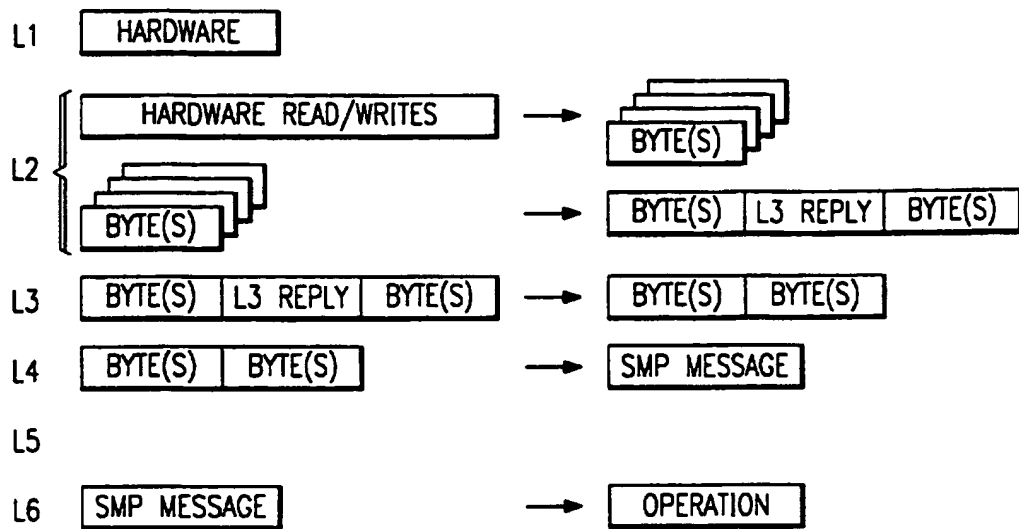 L1 HARDWARE
L2 HARDWARE READ/WRITES BYTE(S)
BYTE(S) BYTE(S) L3 REPLY BYTE(S)
L3 BYTE(S) L3 REPLY BYTE(S) BYTE(S) BYTE(S)
L4 BYTE(S) BYTE(S) SMP MESSAGE
L5
L6 SMP MESSAGE OPERATION